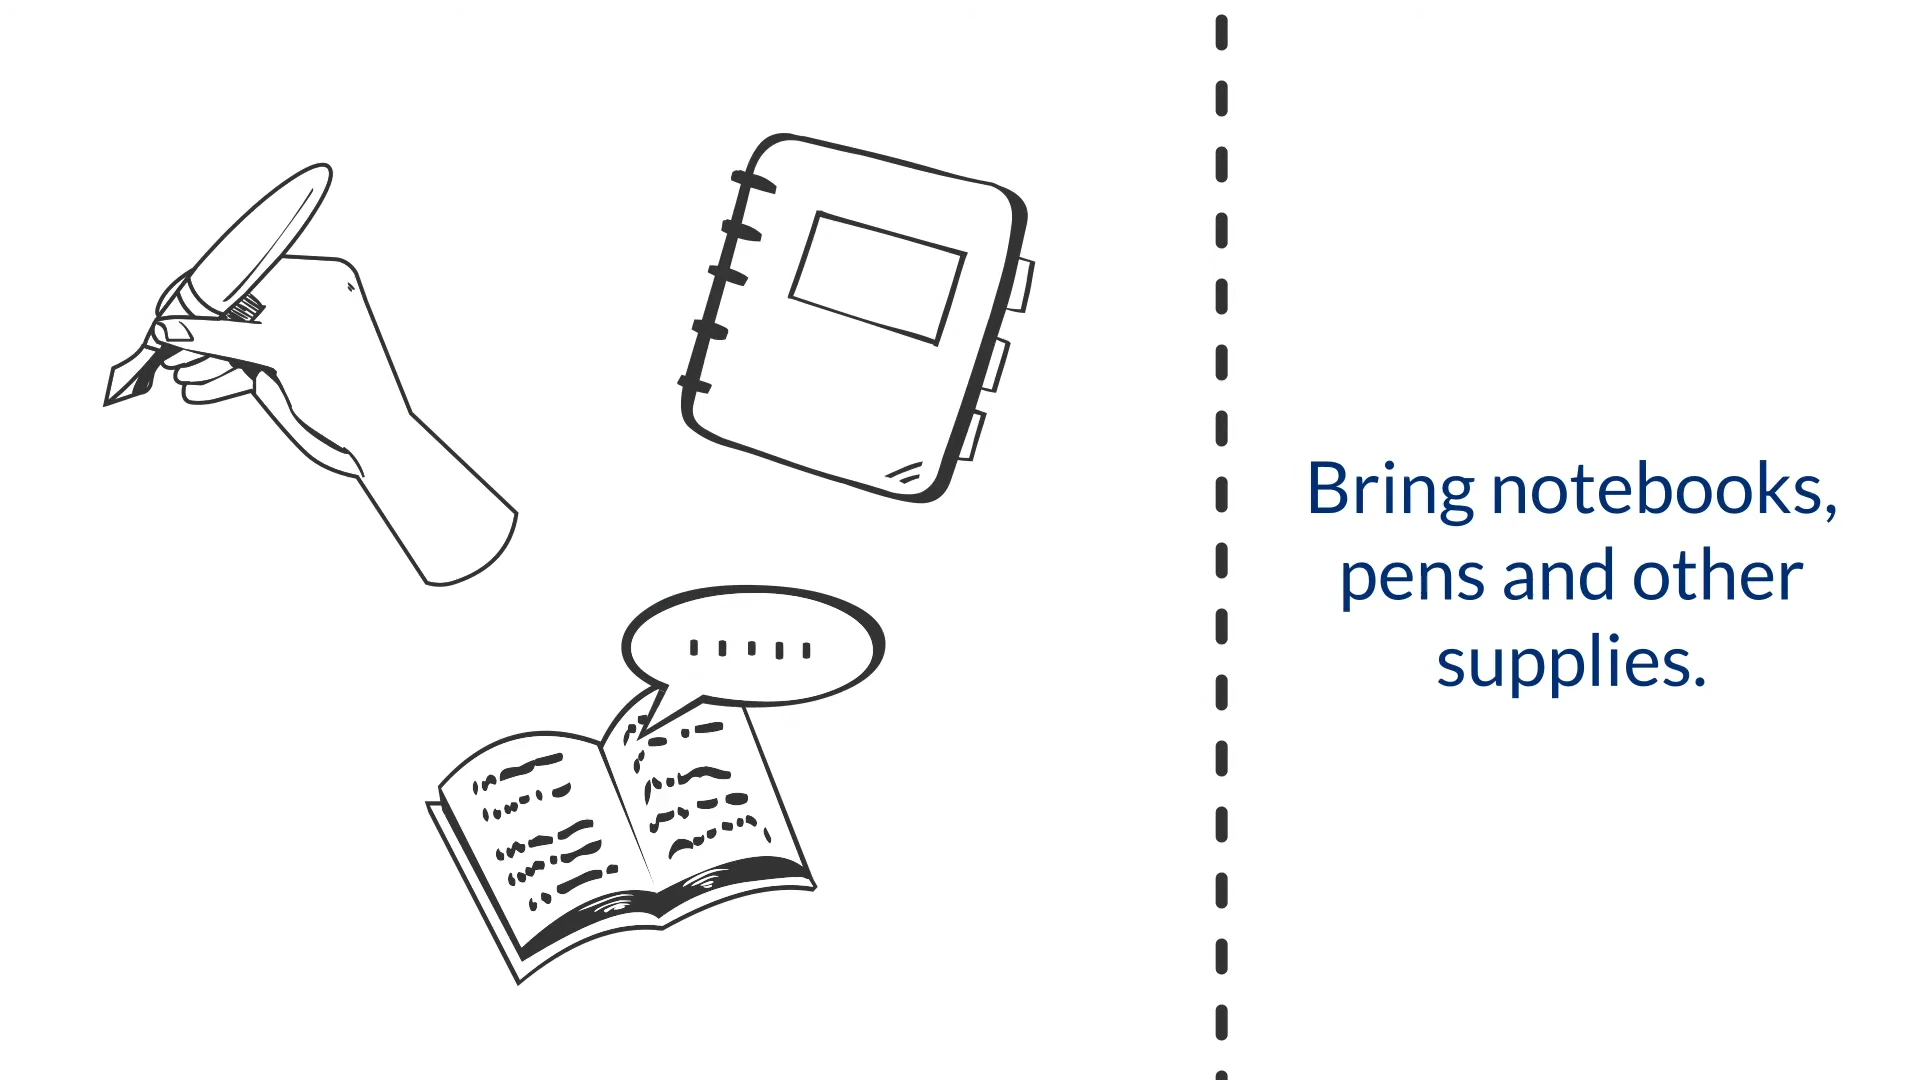 Bring notebooks,
pens and other
supplies.